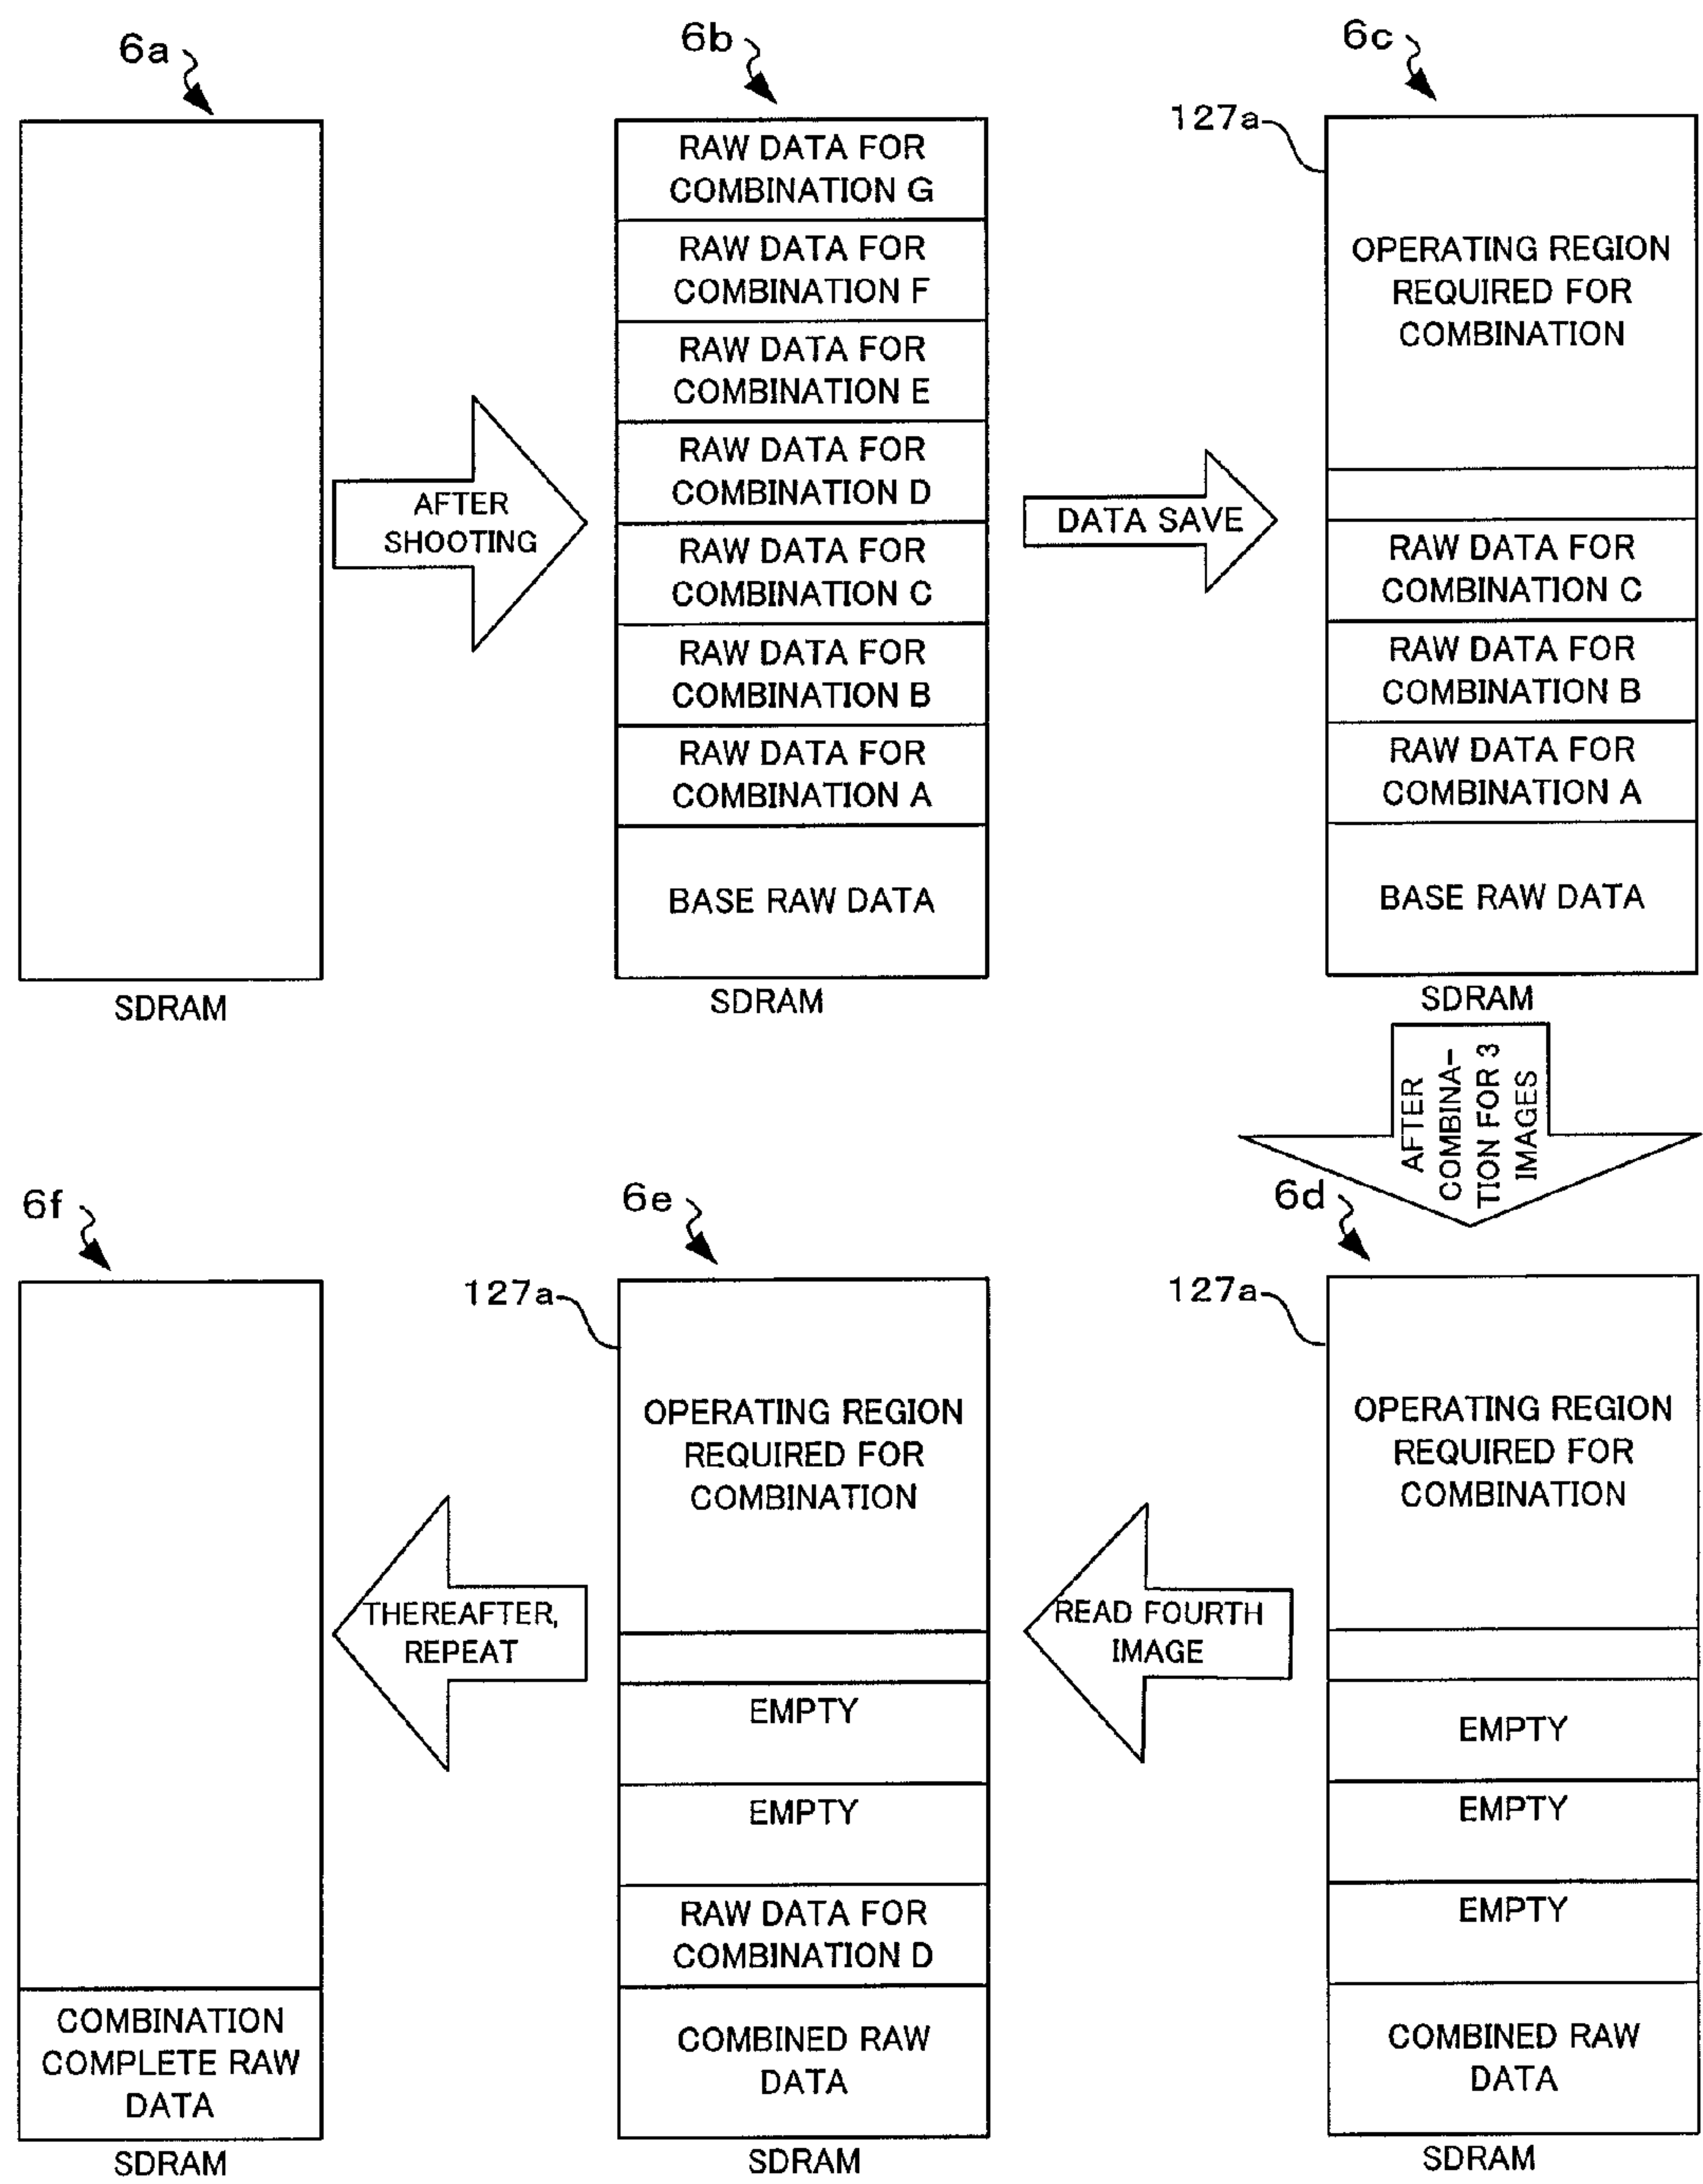 6a
SDRAM
AFTER
SHOOTING
6b
RAW DATA FOR
COMBINATION G
RAW DATA FOR
COMBINATION F
RAW DATA FOR
COMBINATION E
RAW DATA FOR
COMBINATION D
RAW DATA FOR
COMBINATION C
RAW DATA FOR
COMBINATION B
RAW DATA FOR
COMBINATION A
BASE RAW DATA
SDRAM
DATA SAVE
6c
127a
OPERATING REGION
REQUIRED FOR
COMBINATION
RAW DATA FOR
COMBINATION C
RAW DATA FOR
COMBINATION B
RAW DATA FOR
COMBINATION A
BASE RAW DATA
SDRAM
AFTER
COMBINA-
TION FOR 3
IMAGES
6d
127a
OPERATING REGION
REQUIRED FOR
COMBINATION
EMPTY
EMPTY
EMPTY
COMBINED RAW
DATA
SDRAM
READ FOURTH
IMAGE
6e
127a
OPERATING REGION
REQUIRED FOR
COMBINATION
EMPTY
EMPTY
RAW DATA FOR
COMBINATION D
COMBINED RAW
DATA
SDRAM
THEREAFTER,
REPEAT
6f
COMBINATION
COMPLETE RAW
DATA
SDRAM